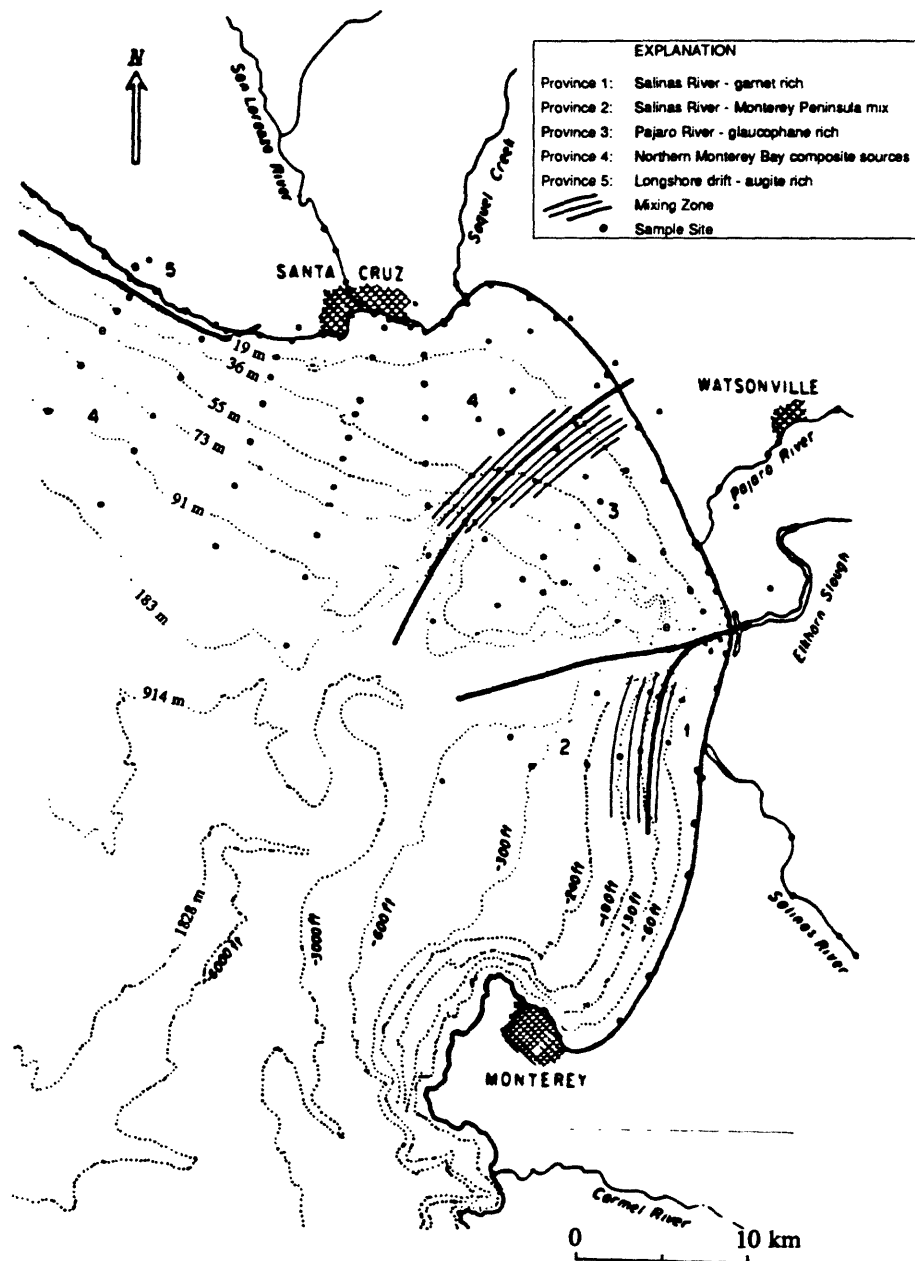 N
EXPLANATION
Province 1: Salinas River - garnet rich
Province 2: Salinas River - Monterey Peninsula mix
Province 3: Pajaro River - glaucophane rich
Province 4: Northern Monterey Bay composite sources
Province 5: Longshore drift - augite rich
Mixing Zone
Sample Site
San Lorenzo River
Soquel Creek
5
SANTA CRUZ
19 m
36 m
55 m
73 m
91 m
183 m
914 m
1828 m
4
4
WATSONVILLE
Pajaro River
3
Elkhorn Slough
2
1
-300 ft
-200 ft
-180 ft
-130 ft
-60 ft
-600 ft
-3000 ft
-6000 ft
Salinas River
MONTEREY
Carmel River
0 10 km